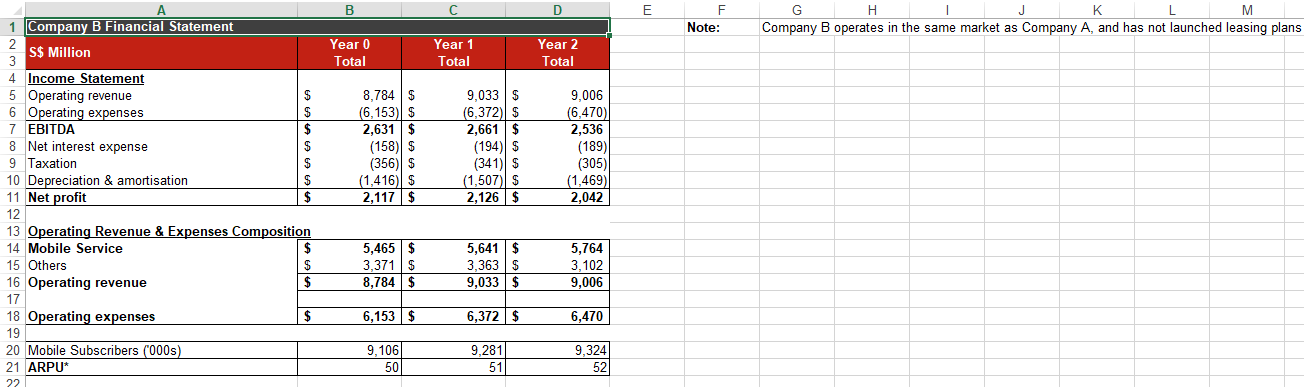 A B C D E F G H I J K L M
1 Company B Financial Statement Note: Company B operates in the same market as Company A, and has not launched leasing plans
2 S$ Million Year 0 Year 1 Year 2
3 Total Total Total
4 Income Statement
5 Operating revenue $ 8,784 $ 9,033 $ 9,006
6 Operating expenses $ (6,153) $ (6,372) $ (6,470)
7 EBITDA $ 2,631 $ 2,661 $ 2,536
8 Net interest expense $ (158) $ (194) $ (189)
9 Taxation $ (356) $ (341) $ (305)
10 Depreciation & amortisation $ (1,416) $ (1,507) $ (1,469)
11 Net profit $ 2,117 $ 2,126 $ 2,042
12
13 Operating Revenue & Expenses Composition
14 Mobile Service $ 5,465 $ 5,641 $ 5,764
15 Others $ 3,371 $ 3,363 $ 3,102
16 Operating revenue $ 8,784 $ 9,033 $ 9,006
17
18 Operating expenses $ 6,153 $ 6,372 $ 6,470
19
20 Mobile Subscribers ('000s) 9,106 9,281 9,324
21 ARPU* 50 51 52
22